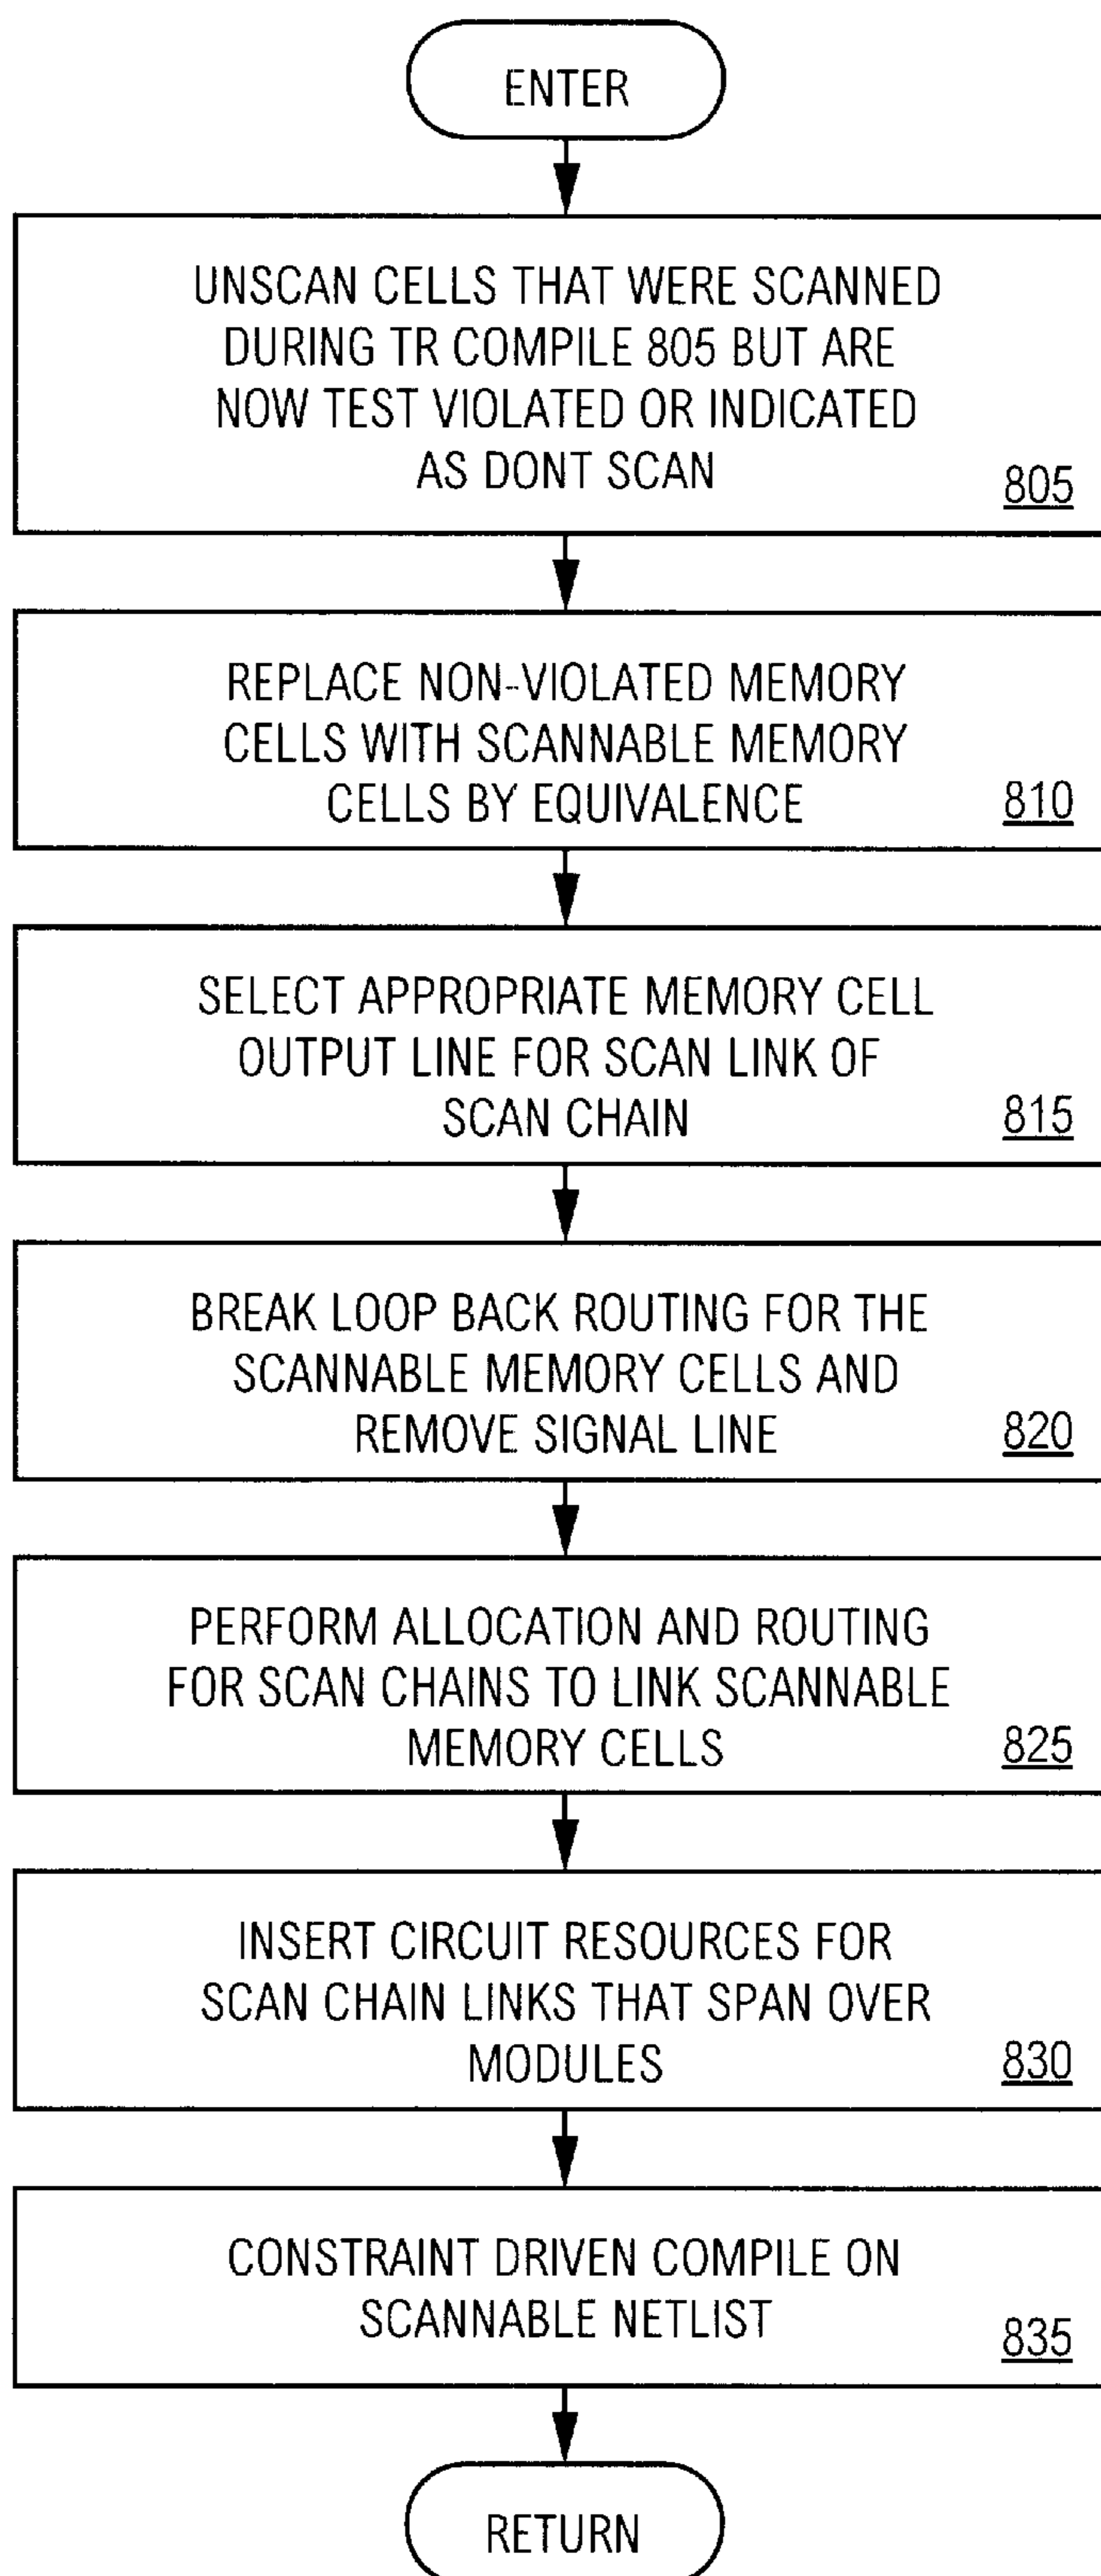 ENTER
UNSCAN CELLS THAT WERE SCANNED
DURING TR COMPILE 805 BUT ARE
NOW TEST VIOLATED OR INDICATED
AS DONT SCAN
805
REPLACE NON-VIOLATED MEMORY
CELLS WITH SCANNABLE MEMORY
CELLS BY EQUIVALENCE
810
SELECT APPROPRIATE MEMORY CELL
OUTPUT LINE FOR SCAN LINK OF
SCAN CHAIN
815
BREAK LOOP BACK ROUTING FOR THE
SCANNABLE MEMORY CELLS AND
REMOVE SIGNAL LINE
820
PERFORM ALLOCATION AND ROUTING
FOR SCAN CHAINS TO LINK SCANNABLE
MEMORY CELLS
825
INSERT CIRCUIT RESOURCES FOR
SCAN CHAIN LINKS THAT SPAN OVER
MODULES
830
CONSTRAINT DRIVEN COMPILE ON
SCANNABLE NETLIST
835
RETURN